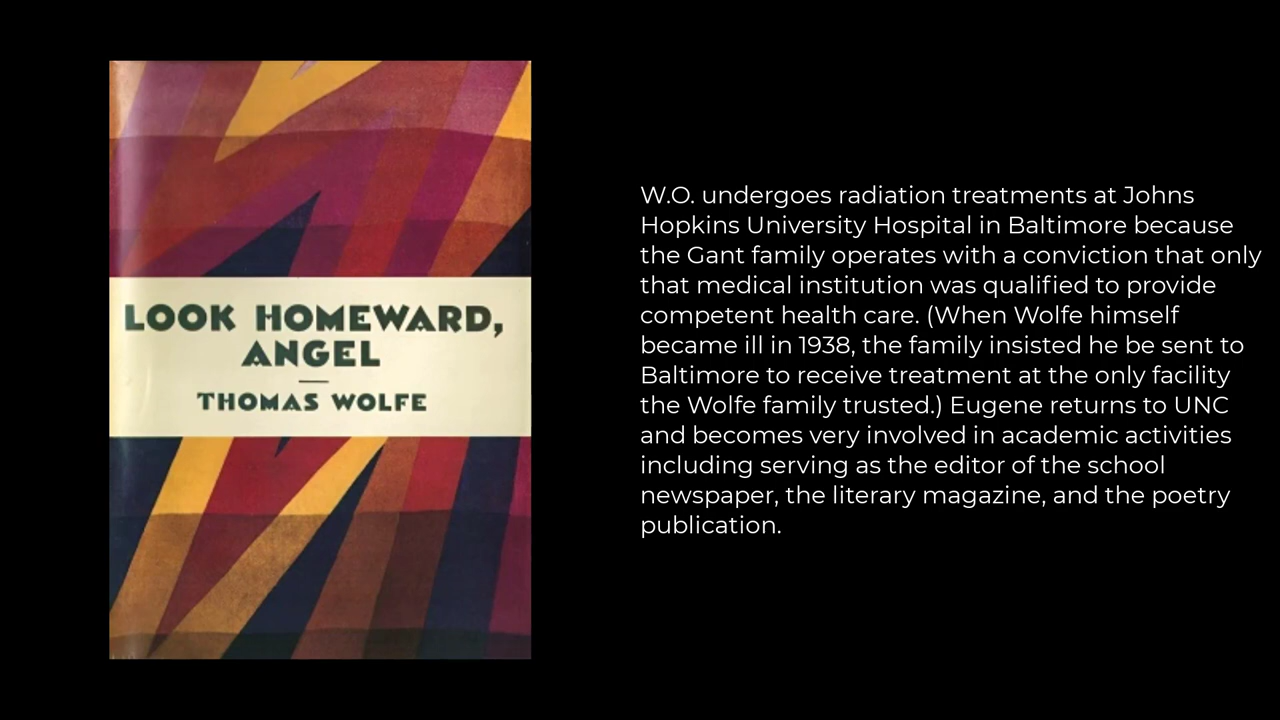 LOOK HOMEWARD,
ANGEL
THOMAS WOLFE
W.O. undergoes radiation treatments at Johns
Hopkins University Hospital in Baltimore because
the Gant family operates with a conviction that only
that medical institution was qualified to provide
competent health care. (When Wolfe himself
became ill in 1938, the family insisted he be sent to
Baltimore to receive treatment at the only facility
the Wolfe family trusted.) Eugene returns to UNC
and becomes very involved in academic activities
including serving as the editor of the school
newspaper, the literary magazine, and the poetry
publication.